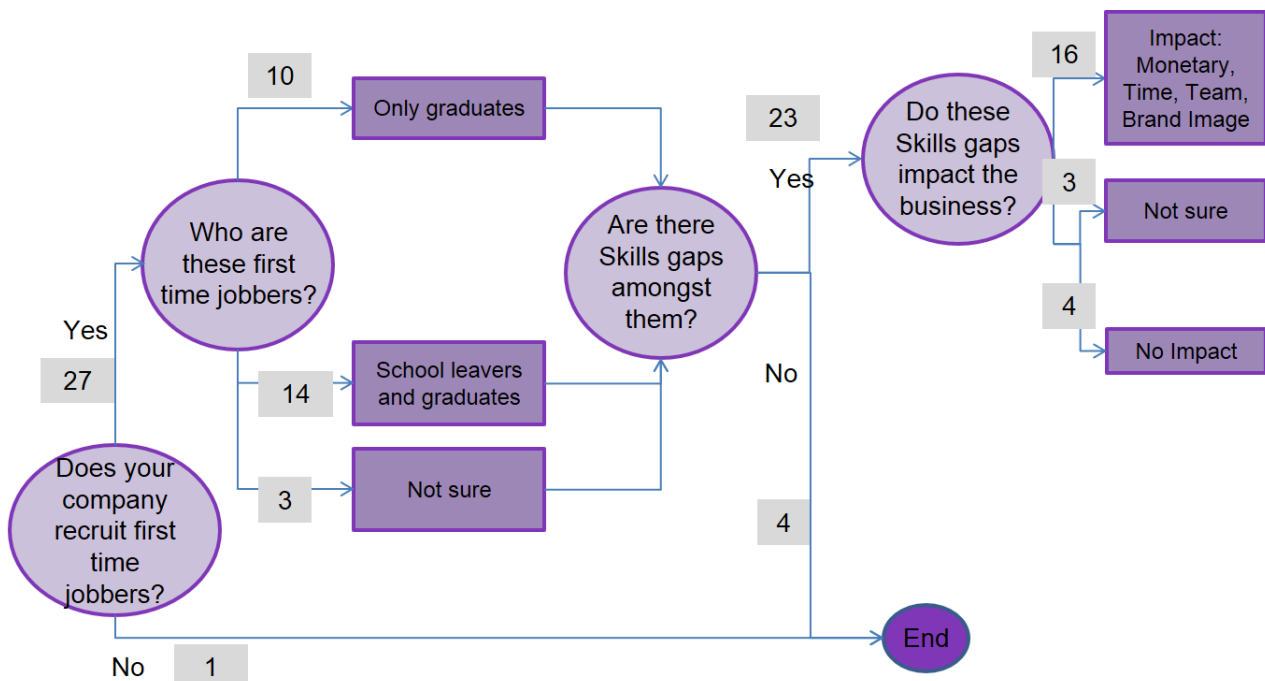 10
Only graduates
Who are
these first
time jobbers?
Yes
27
14
School leavers
and graduates
3
Not sure
Does your
company
recruit first
time
jobbers?
No
1
Are there
Skills gaps
amongst
them?
23
Yes
No
4
End
Do these
Skills gaps
impact the
business?
16
Impact:
Monetary,
Time, Team,
Brand Image
3
Not sure
4
No Impact